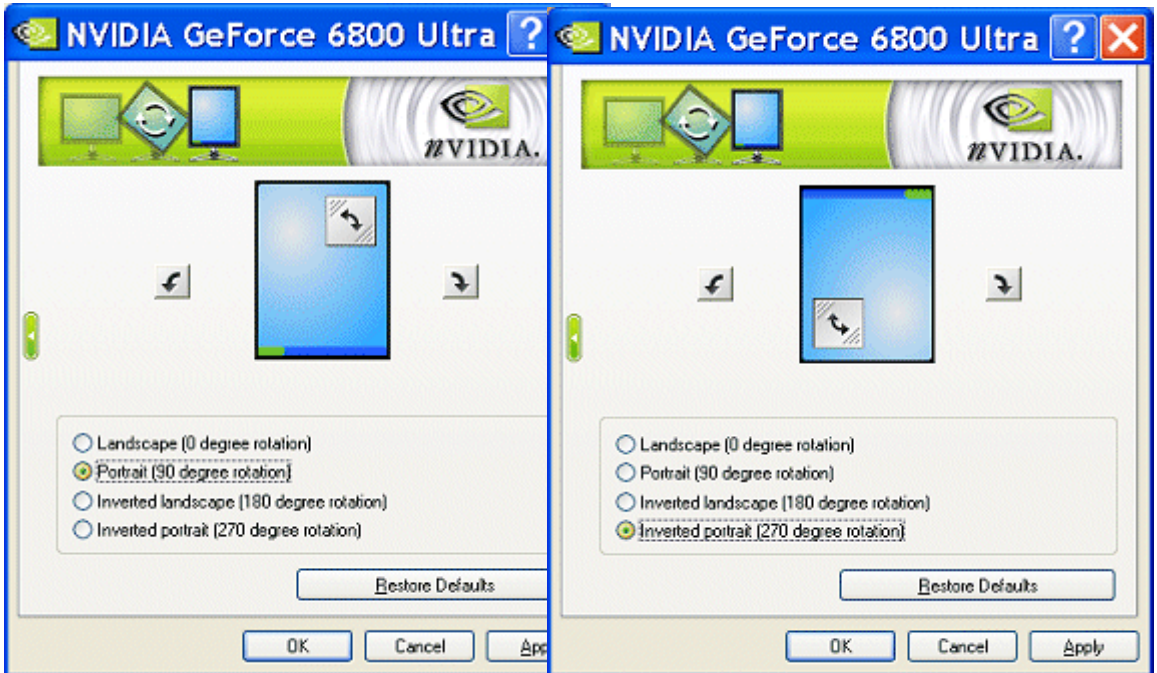 NVIDIA GeForce 6800 Ultra ?
nVIDIA.
Landscape (0 degree rotation)
Portrait (90 degree rotation)
Inverted landscape (180 degree rotation)
Inverted portrait (270 degree rotation)
Restore Defaults
OK Cancel App
NVIDIA GeForce 6800 Ultra ? X
nVIDIA.
Landscape (0 degree rotation)
Portrait (90 degree rotation)
Inverted landscape (180 degree rotation)
Inverted portrait (270 degree rotation)
Restore Defaults
OK Cancel Apply